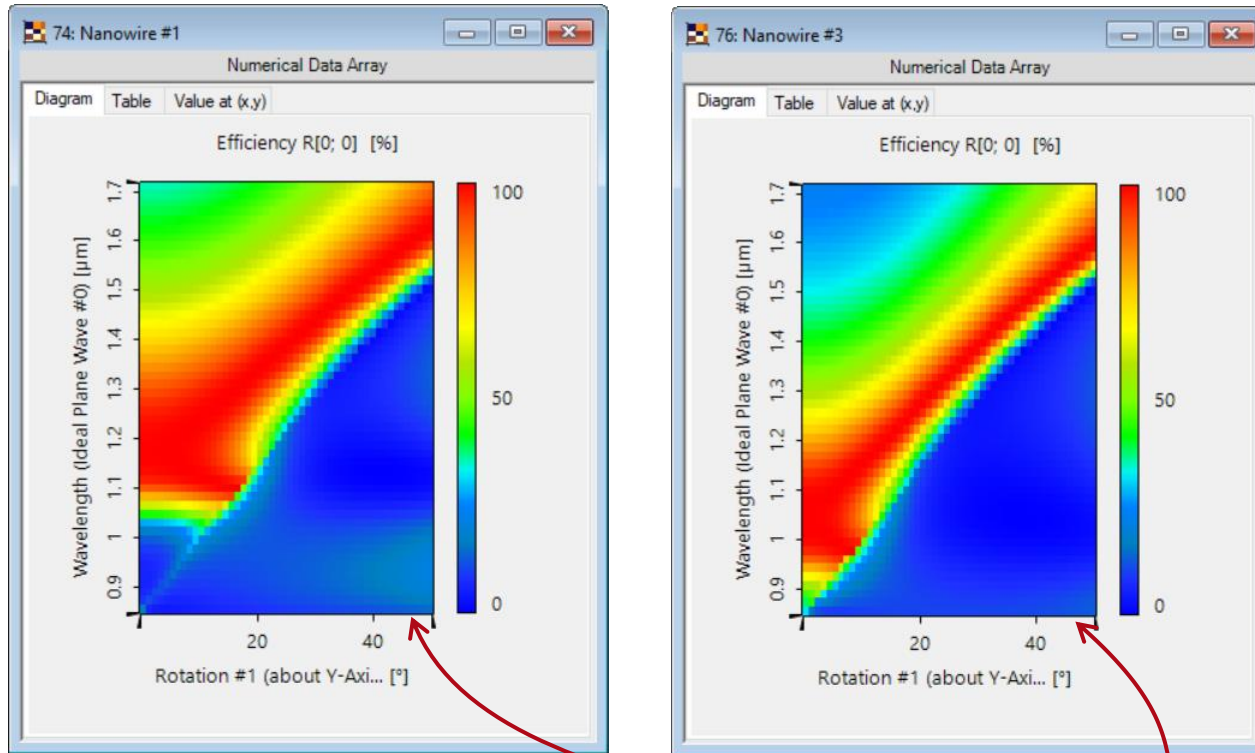 74: Nanowire #1
Numerical Data Array
Diagram Table Value at (x,y)
Efficiency R[0; 0] [%]
Wavelength (Ideal Plane Wave #0) [µm]
1.7
1.6
1.5
1.4
1.3
1.2
1.1
1
0.9
100
50
0
20 40
Rotation #1 (about Y-Axi... [°]
76: Nanowire #3
Numerical Data Array
Diagram Table Value at (x,y)
Efficiency R[0; 0] [%]
Wavelength (Ideal Plane Wave #0) [µm]
1.7
1.6
1.5
1.4
1.3
1.2
1.1
1
0.9
100
50
0
20 40
Rotation #1 (about Y-Axi... [°]